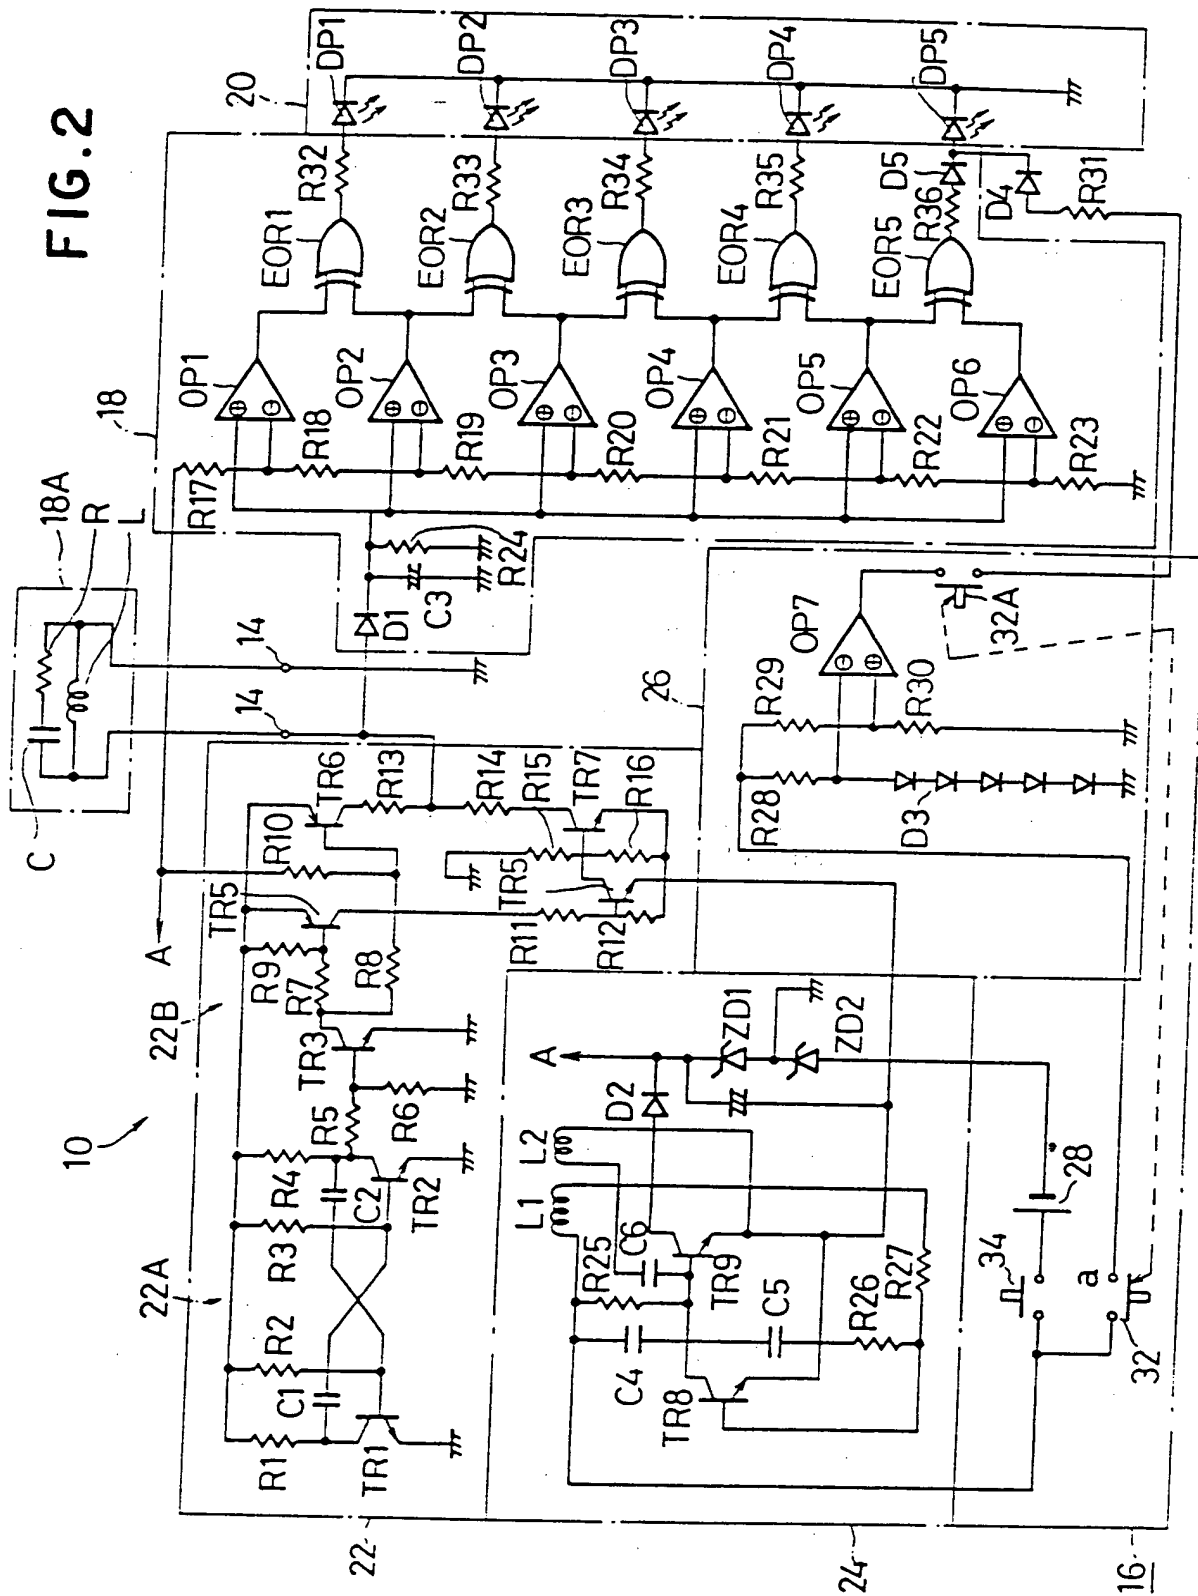 FIG.2
10
22A
22B
22
24
16
26
18
18A
20
C
R
L
14
14
A
A
R1
R2
R3
R4
C1
C2
TR1
TR2
R5
R6
TR3
R7
R8
R9
TR5
R10
TR6
R13
R14
R15
TR7
R16
TR5
R11
R12
D1
C3
R24
R17
R18
R19
R20
R21
R22
R23
OP1
OP2
OP3
OP4
OP5
OP6
⊕
⊖
⊕
⊖
⊕
⊖
⊕
⊖
⊕
⊖
⊕
⊖
EOR1
EOR2
EOR3
EOR4
EOR5
R32
R33
R34
R35
R36
D5
D4
R31
DP1
DP2
DP3
DP4
DP5
L1
L2
R25
C6
D2
ZD1
ZD2
TR9
C4
C5
TR8
R26
R27
R28
R29
R30
D3
OP7
⊖
⊕
32A
34
28
a
32